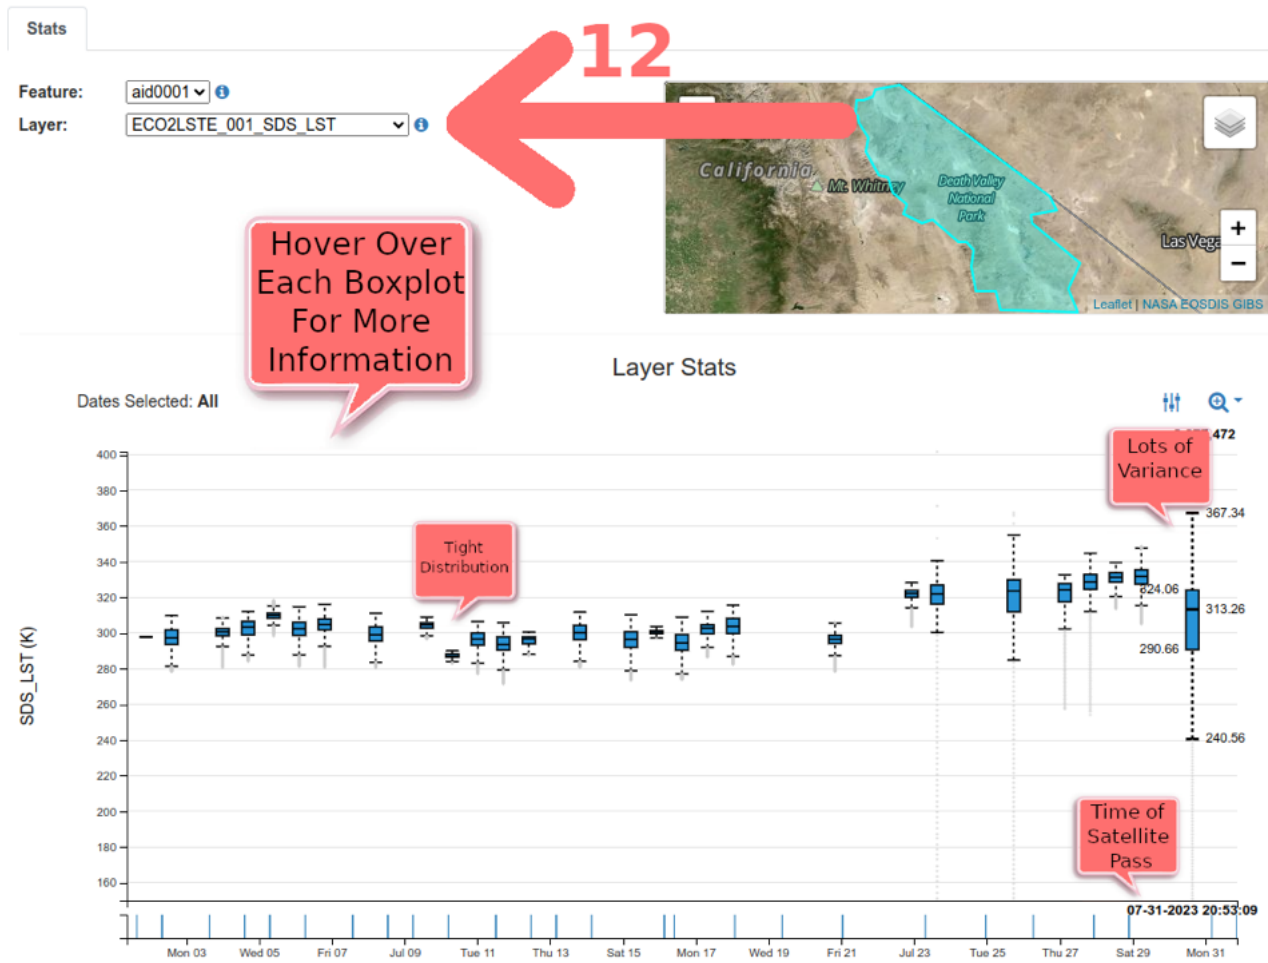 Stats
12
Feature:
aid0001
Layer:
ECO2LSTE_001_SDS_LST
California
Mt. Whitney
Death Valley
National
Park
+
−
Leaflet | NASA EOSDIS GIBS
Hover Over
Each Boxplot
For More
Information
Layer Stats
Dates Selected: All
472
Lots of
Variance
Tight
Distribution
SDS_LST (K)
400
380
360
340
320
300
280
260
240
220
200
180
160
367.34
324.06
313.26
290.66
240.56
Time of
Satellite
Pass
07-31-2023 20:53:09
Mon 03
Wed 05
Fri 07
Jul 09
Tue 11
Thu 13
Sat 15
Mon 17
Wed 19
Fri 21
Jul 23
Tue 25
Thu 27
Sat 29
Mon 31